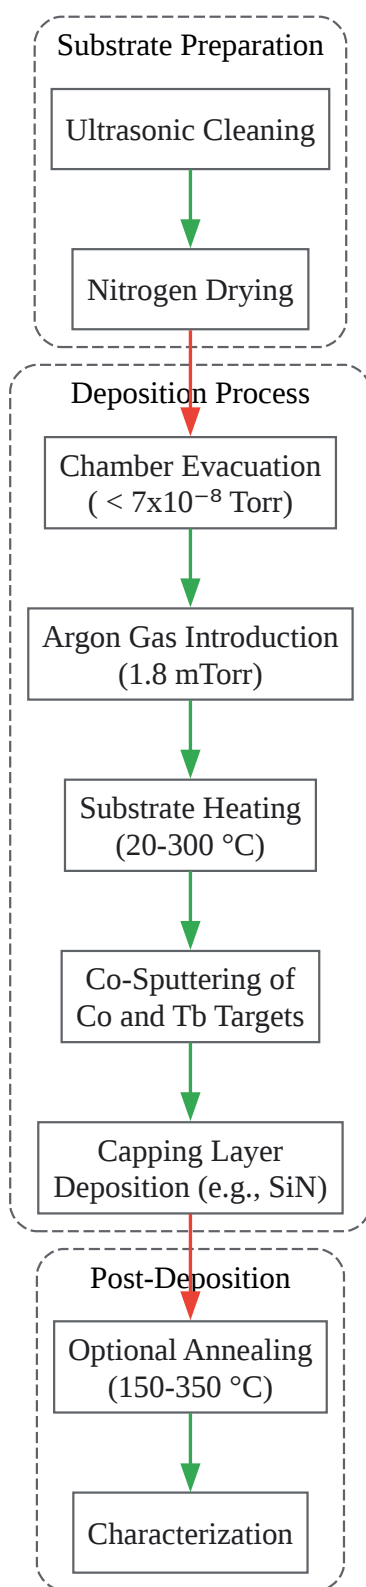 Substrate Preparation
Ultrasonic Cleaning
Nitrogen Drying
Deposition Process
Chamber Evacuation
( < 7x10⁻⁸ Torr)
Argon Gas Introduction
(1.8 mTorr)
Substrate Heating
(20-300 °C)
Co-Sputtering of
Co and Tb Targets
Capping Layer
Deposition (e.g., SiN)
Post-Deposition
Optional Annealing
(150-350 °C)
Characterization